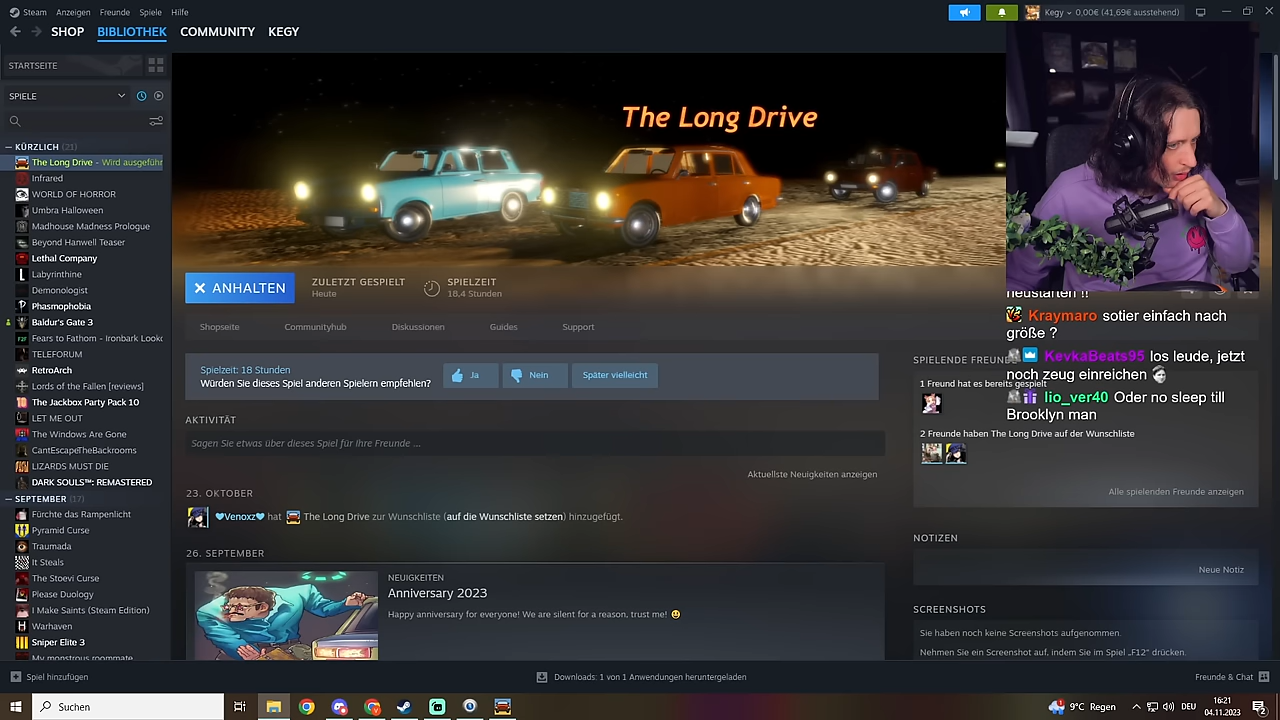 Steam Anzeigen Freunde Spiele Hilfe
Kegy 0,00€ (41,69€ ausstehend)
SHOP BIBLIOTHEK COMMUNITY KEGY
STARTSEITE
SPIELE
KÜRZLICH (21)
The Long Drive - Wird ausgeführ
Infrared
WORLD OF HORROR
Umbra Halloween
Madhouse Madness Prologue
Beyond Hanwell Teaser
Lethal Company
Labyrinthine
Demonologist
Phasmophobia
Baldur's Gate 3
Fears to Fathom - Ironbark Looko
TELEFORUM
RetroArch
Lords of the Fallen [reviews]
The Jackbox Party Pack 10
LET ME OUT
The Windows Are Gone
CantEscapeTheBackrooms
LIZARDS MUST DIE
DARK SOULS™: REMASTERED
SEPTEMBER (17)
Fürchte das Rampenlicht
Pyramid Curse
Traumada
It Steals
The Stoevi Curse
Please Duology
I Make Saints (Steam Edition)
Warhaven
Sniper Elite 3
My monstrous roommate
The Long Drive
ANHALTEN
ZULETZT GESPIELT
Heute
SPIELZEIT
18,4 Stunden
Shopseite Communityhub Diskussionen Guides Support
Spielzeit: 18 Stunden
Würden Sie dieses Spiel anderen Spielern empfehlen?
Ja Nein Später vielleicht
AKTIVITÄT
Sagen Sie etwas über dieses Spiel für Ihre Freunde ...
Aktuellste Neuigkeiten anzeigen
23. OKTOBER
Venoxz hat The Long Drive zur Wunschliste (auf die Wunschliste setzen) hinzugefügt.
26. SEPTEMBER
NEUIGKEITEN
Anniversary 2023
Happy anniversary for everyone! We are silent for a reason, trust me!
neustarten !!
Kraymaro sotier einfach nach
größe ?
KevkaBeats95 los leude, jetzt
noch zeug einreichen
lio_ver40 Oder no sleep till
Brooklyn man
SPIELENDE FREUNDE
1 Freund hat es bereits gespielt
2 Freunde haben The Long Drive auf der Wunschliste
Alle spielenden Freunde anzeigen
NOTIZEN
Neue Notiz
SCREENSHOTS
Sie haben noch keine Screenshots aufgenommen.
Nehmen Sie ein Screenshot auf, indem Sie im Spiel „F12" drücken.
Spiel hinzufügen
Downloads: 1 von 1 Anwendungen heruntergeladen
Freunde & Chat
Suchen
9°C Regen
DEU
16:21
04.11.2023
2